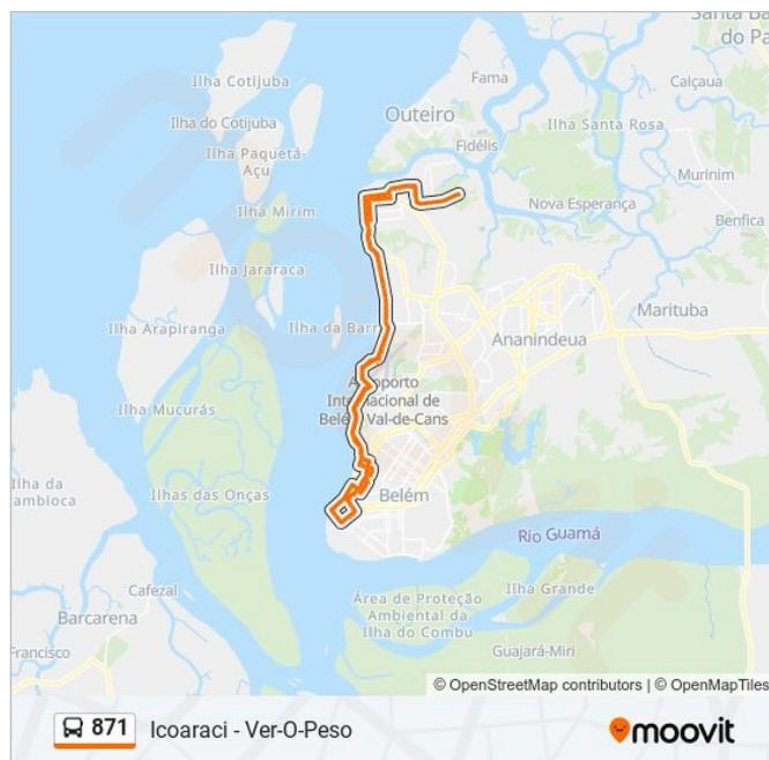 Santa Bá
do Pa
Ilha Cotijuba
Fama
Caiçaua
Outeiro
Ilha do Cotijuba
Ilha Santa Rosa
Ilha Paquetá-
Açu
Fidélis
Murinim
Ilha Mirim
Nova Esperança
Benfica
Ilha Jararaca
Marituba
Ilha Arapiranga
Ilha da Barr
Ananindeua
Aeroporto
Internacional de
Belém Val-de-Cans
Ilha Mucurás
Ilha da
Ilhas das Onças
Belém
Rio Guamá
Cafezal
Ilha Grande
Área de Proteção
Ambiental da
Ilha do Combu
Barcarena
Francisco
Guajará-Miri
© OpenStreetMap contributors | © OpenMapTiles
871 Icoaraci - Ver-O-Peso
moovit